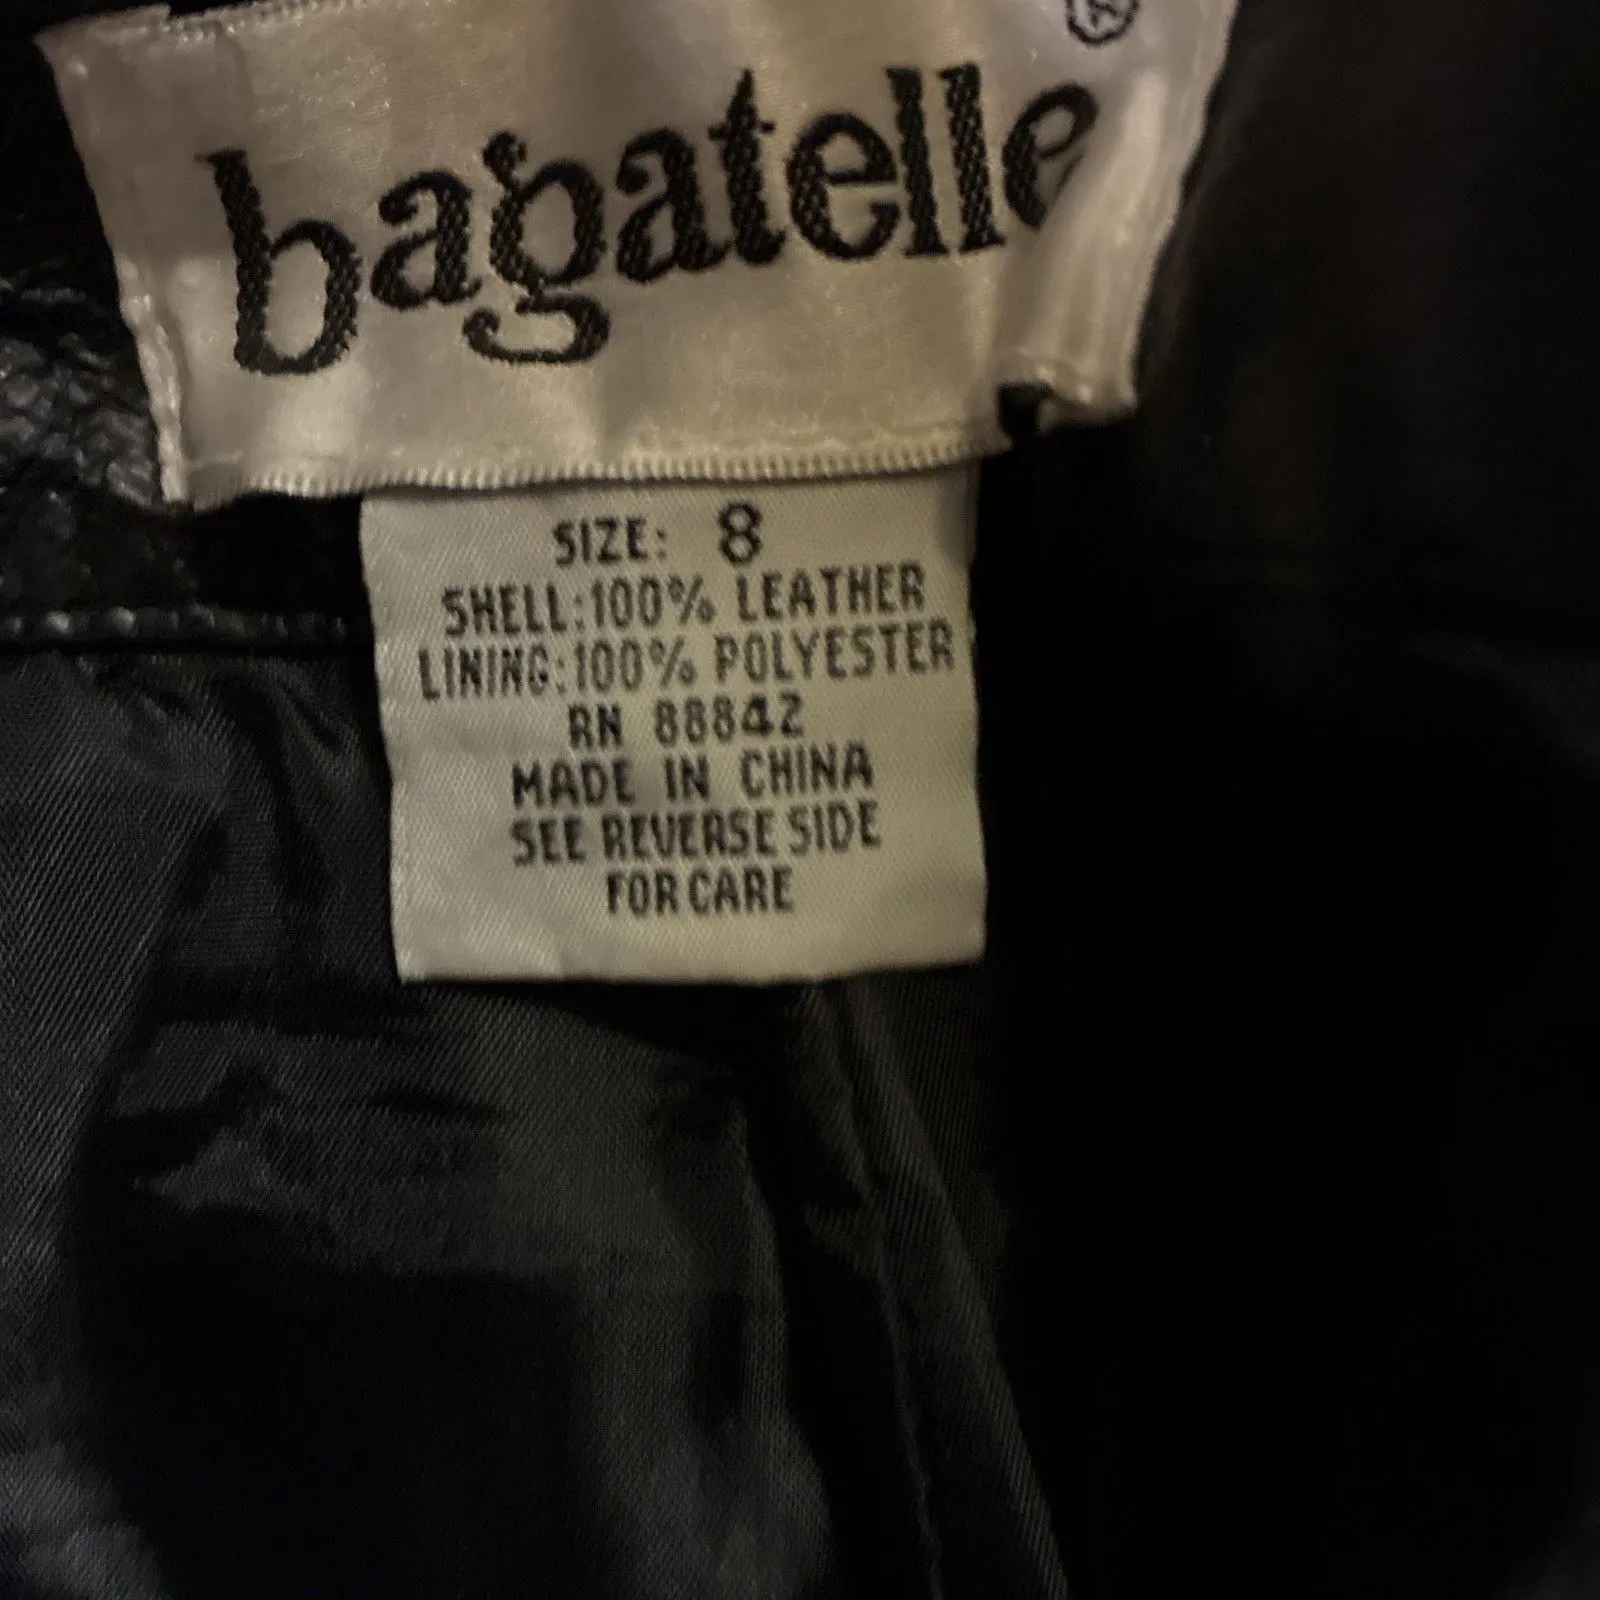 bagatelle®
SIZE: 8
SHELL:100% LEATHER
LINING:100% POLYESTER
RN 88842
MADE IN CHINA
SEE REVERSE SIDE
FOR CARE